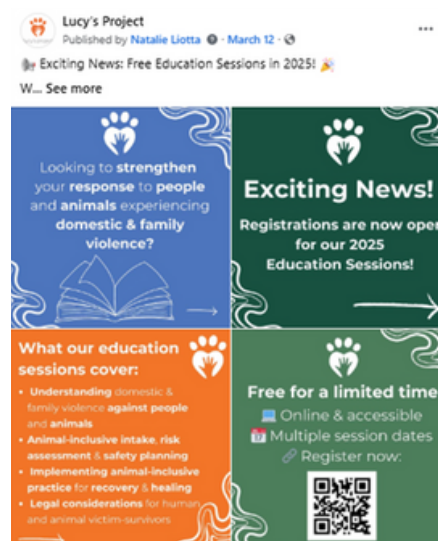 Lucy's Project
Published by Natalie Liotta · March 12 ·
Exciting News: Free Education Sessions in 2025!
W... See more
Looking to strengthen
your response to people
and animals experiencing
domestic & family
violence?
Exciting News!
Registrations are now open
for our 2025
Education Sessions!
What our education
sessions cover:
• Understanding domestic &
family violence against people
and animals
• Animal-inclusive intake, risk
assessment & safety planning
• Implementing animal-inclusive
practice for recovery & healing
• Legal considerations for human
and animal victim-survivors
Free for a limited time
Online & accessible
Multiple session dates
Register now: